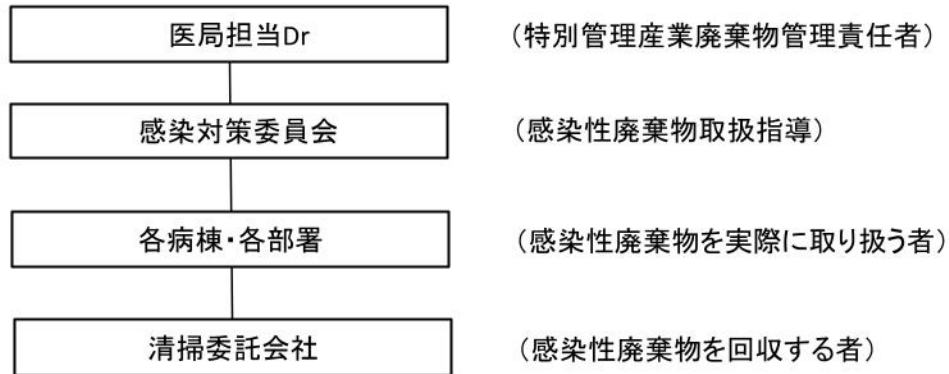 医局担当Dr (特別管理産業廃棄物管理責任者)
感染対策委員会 (感染性廃棄物取扱指導)
各病棟・各部署 (感染性廃棄物を実際に取り扱う者)
清掃委託会社 (感染性廃棄物を回収する者)